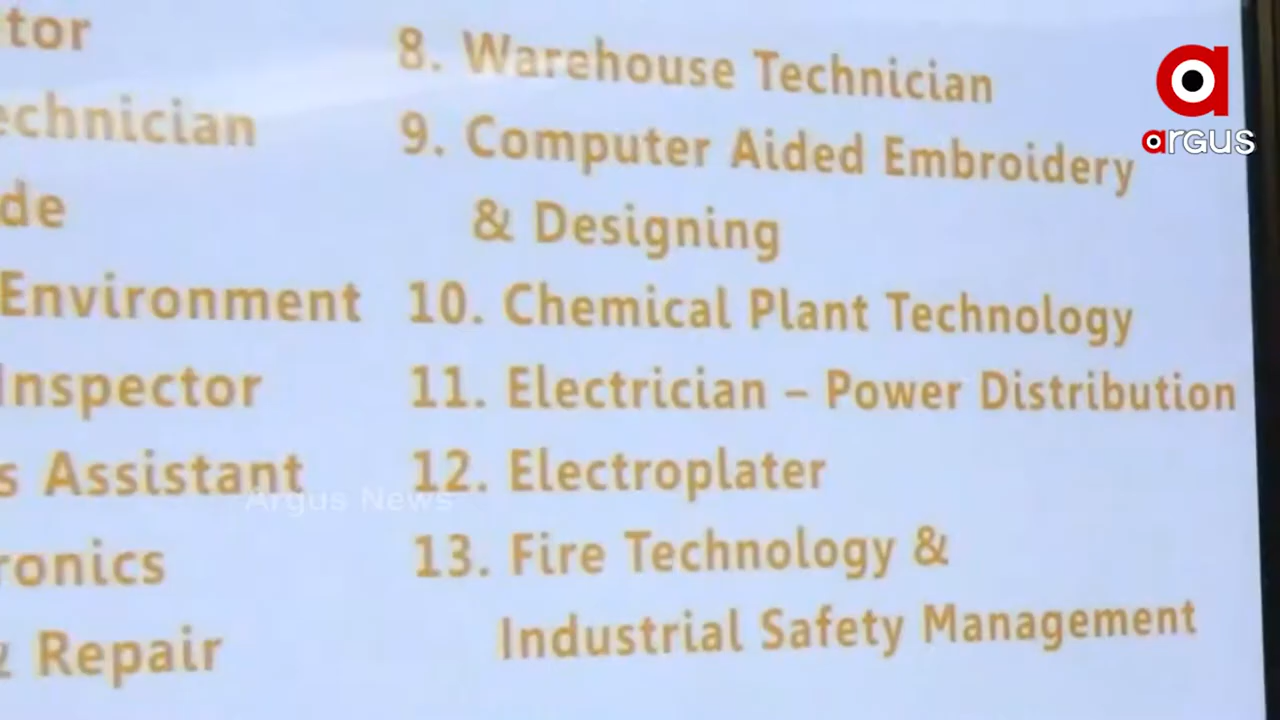 tor
echnician
de
Environment
Inspector
s Assistant
ronics
& Repair
8. Warehouse Technician
9. Computer Aided Embroidery
& Designing
10. Chemical Plant Technology
11. Electrician – Power Distribution
12. Electroplater
13. Fire Technology &
Industrial Safety Management
argus
Argus News